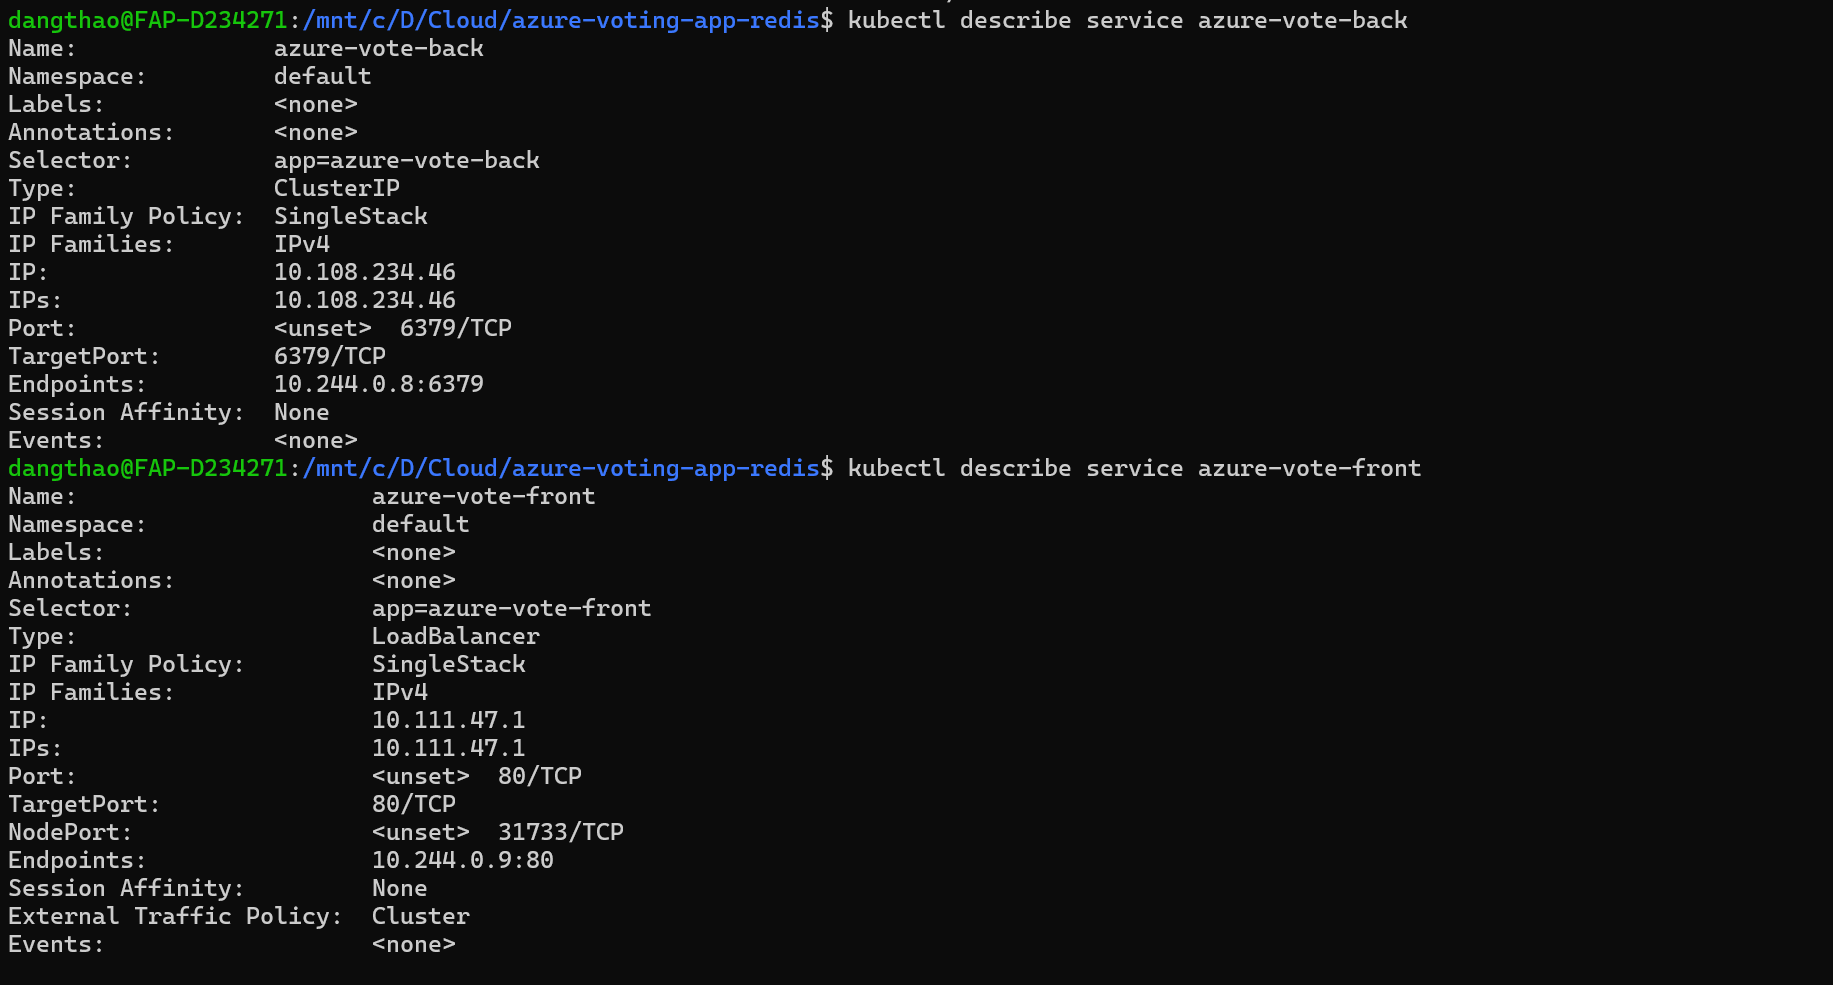 dangthao@FAP-D234271:/mnt/c/D/Cloud/azure-voting-app-redis$ kubectl describe service azure-vote-back
Name:              azure-vote-back
Namespace:         default
Labels:            <none>
Annotations:       <none>
Selector:          app=azure-vote-back
Type:              ClusterIP
IP Family Policy:  SingleStack
IP Families:       IPv4
IP:                10.108.234.46
IPs:               10.108.234.46
Port:              <unset>  6379/TCP
TargetPort:        6379/TCP
Endpoints:         10.244.0.8:6379
Session Affinity:  None
Events:            <none>
dangthao@FAP-D234271:/mnt/c/D/Cloud/azure-voting-app-redis$ kubectl describe service azure-vote-front
Name:                     azure-vote-front
Namespace:                default
Labels:                   <none>
Annotations:              <none>
Selector:                 app=azure-vote-front
Type:                     LoadBalancer
IP Family Policy:         SingleStack
IP Families:              IPv4
IP:                       10.111.47.1
IPs:                      10.111.47.1
Port:                     <unset>  80/TCP
TargetPort:               80/TCP
NodePort:                 <unset>  31733/TCP
Endpoints:                10.244.0.9:80
Session Affinity:         None
External Traffic Policy:  Cluster
Events:                   <none>